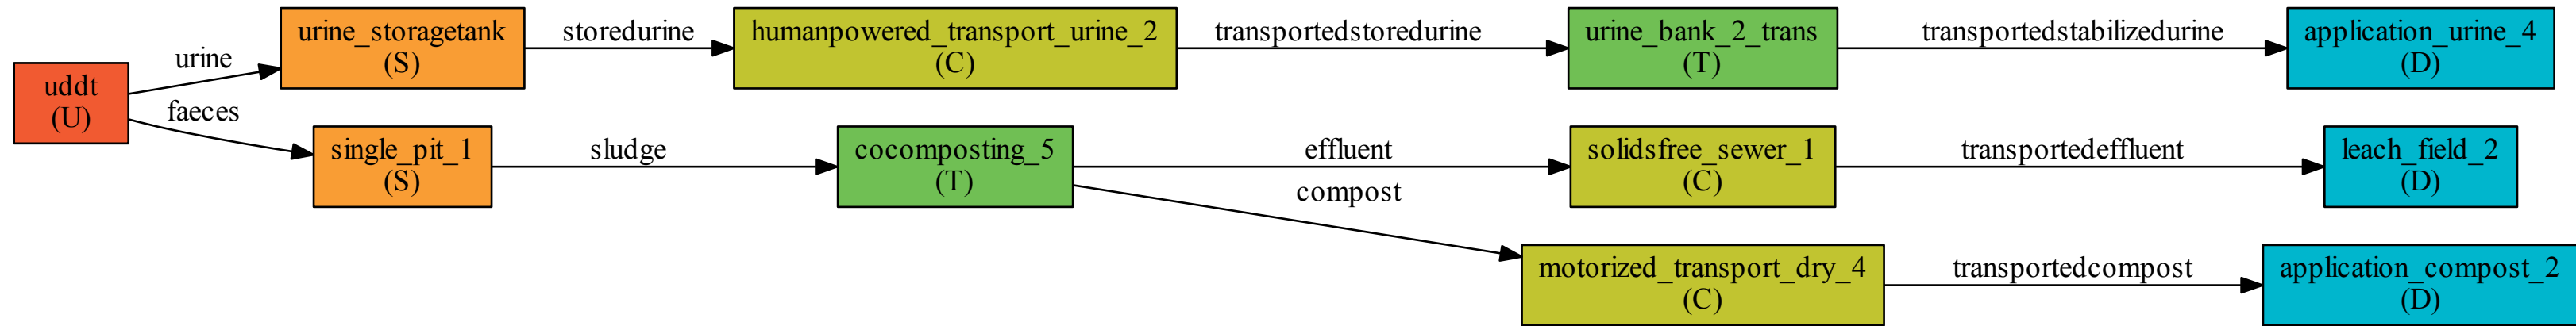 uddt
(U)
urine
faeces
urine_storagetank
(S)
storedurine
humanpowered_transport_urine_2
(C)
transportedstoredurine
urine_bank_2_trans
(T)
transportedstabilizedurine
application_urine_4
(D)
single_pit_1
(S)
sludge
cocomposting_5
(T)
effluent
compost
solidsfree_sewer_1
(C)
transportedeffluent
leach_field_2
(D)
motorized_transport_dry_4
(C)
transportedcompost
application_compost_2
(D)